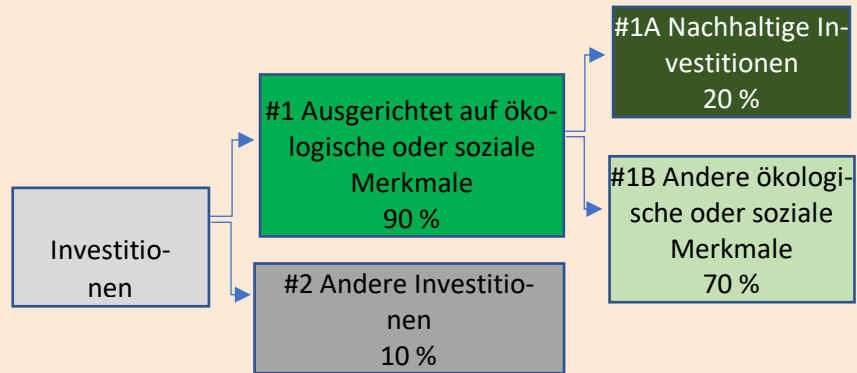 Investitio-
nen
#1 Ausgerichtet auf öko-
logische oder soziale
Merkmale
90 %
#2 Andere Investitio-
nen
10 %
#1A Nachhaltige In-
vestitionen
20 %
#1B Andere ökologi-
sche oder soziale
Merkmale
70 %